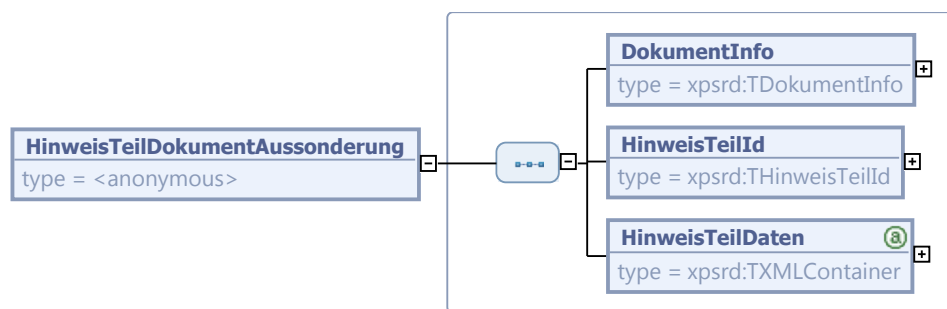 DokumentInfo
type = xpsrd:TDokumentInfo
HinweisTeilDokumentAussonderung
type = <anonymous>
HinweisTeilId
type = xpsrd:THinweisTeilId
HinweisTeilDaten
a
type = xpsrd:TXMLContainer